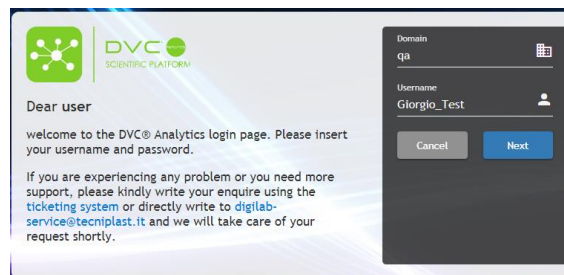 DVC
SCIENTIFIC PLATFORM
Dear user
welcome to the DVC® Analytics login page. Please insert
your username and password.
If you are experiencing any problem or you need more
support, please kindly write your enquire using the
ticketing system or directly write to digilab-
service@tecniplast.it and we will take care of your
request shortly.
Domain
qa
Username
Giorgio_Test
Cancel
Next